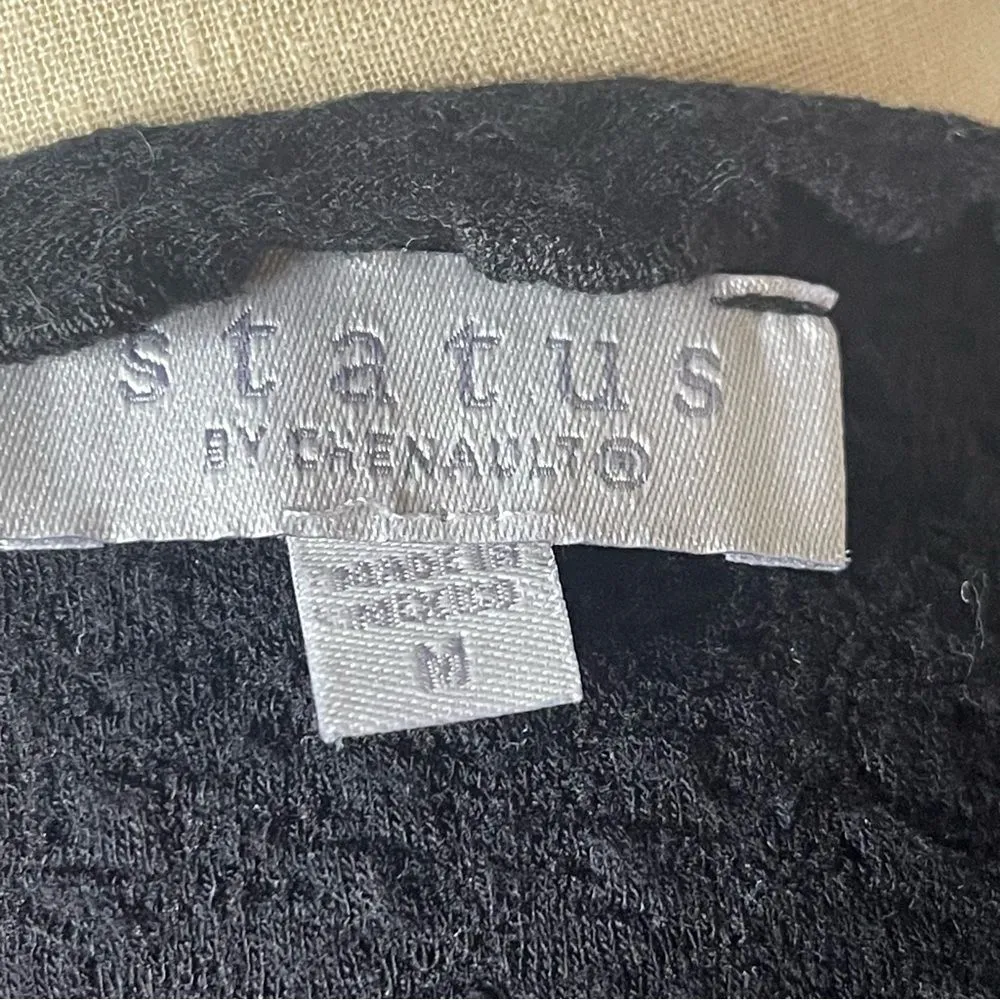 status
BY CHENAULT®
MADE IN
MEXICO
M